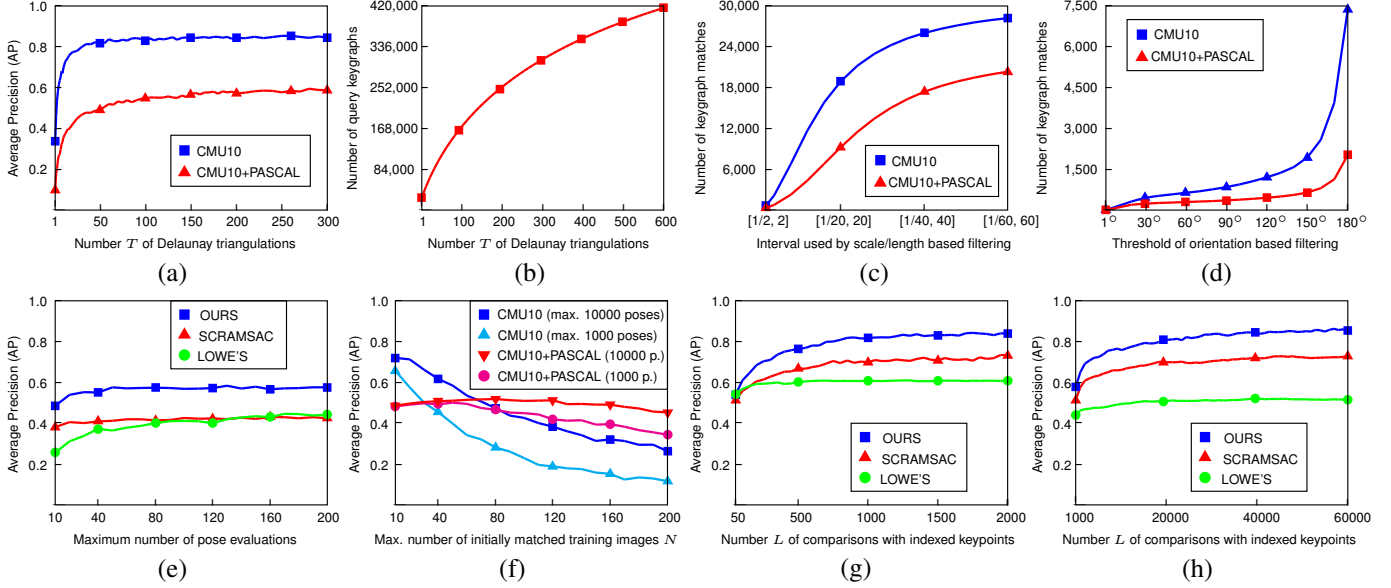 Average Precision (AP)
1.0
0.8
0.6
0.4
0.2
CMU10
CMU10+PASCAL
1 50 100 150 200 250 300
Number T of Delaunay triangulations
(a)
Number of query keygraphs
420,000
336,000
252,000
168,000
84,000
1 100 200 300 400 500 600
Number T of Delaunay triangulations
(b)
Number of keygraph matches
30,000
24,000
18,000
12,000
6,000
CMU10
CMU10+PASCAL
[1/2, 2] [1/20, 20] [1/40, 40] [1/60, 60]
Interval used by scale/length based filtering
(c)
Number of keygraph matches
7,500
6,000
4,500
3,000
1,500
CMU10
CMU10+PASCAL
1° 30° 60° 90° 120° 150° 180°
Threshold of orientation based filtering
(d)
Average Precision (AP)
1.0
0.8
0.6
0.4
0.2
OURS
SCRAMSAC
LOWE'S
10 40 80 120 160 200
Maximum number of pose evaluations
(e)
Average Precision (AP)
1.0
0.8
0.6
0.4
0.2
CMU10 (max. 10000 poses)
CMU10 (max. 1000 poses)
CMU10+PASCAL (10000 p.)
CMU10+PASCAL (1000 p.)
10 40 80 120 160 200
Max. number of initially matched training images N
(f)
Average Precision (AP)
1.0
0.8
0.6
0.4
0.2
OURS
SCRAMSAC
LOWE'S
50 500 1000 1500 2000
Number L of comparisons with indexed keypoints
(g)
Average Precision (AP)
1.0
0.8
0.6
0.4
0.2
OURS
SCRAMSAC
LOWE'S
1000 20000 40000 60000
Number L of comparisons with indexed keypoints
(h)